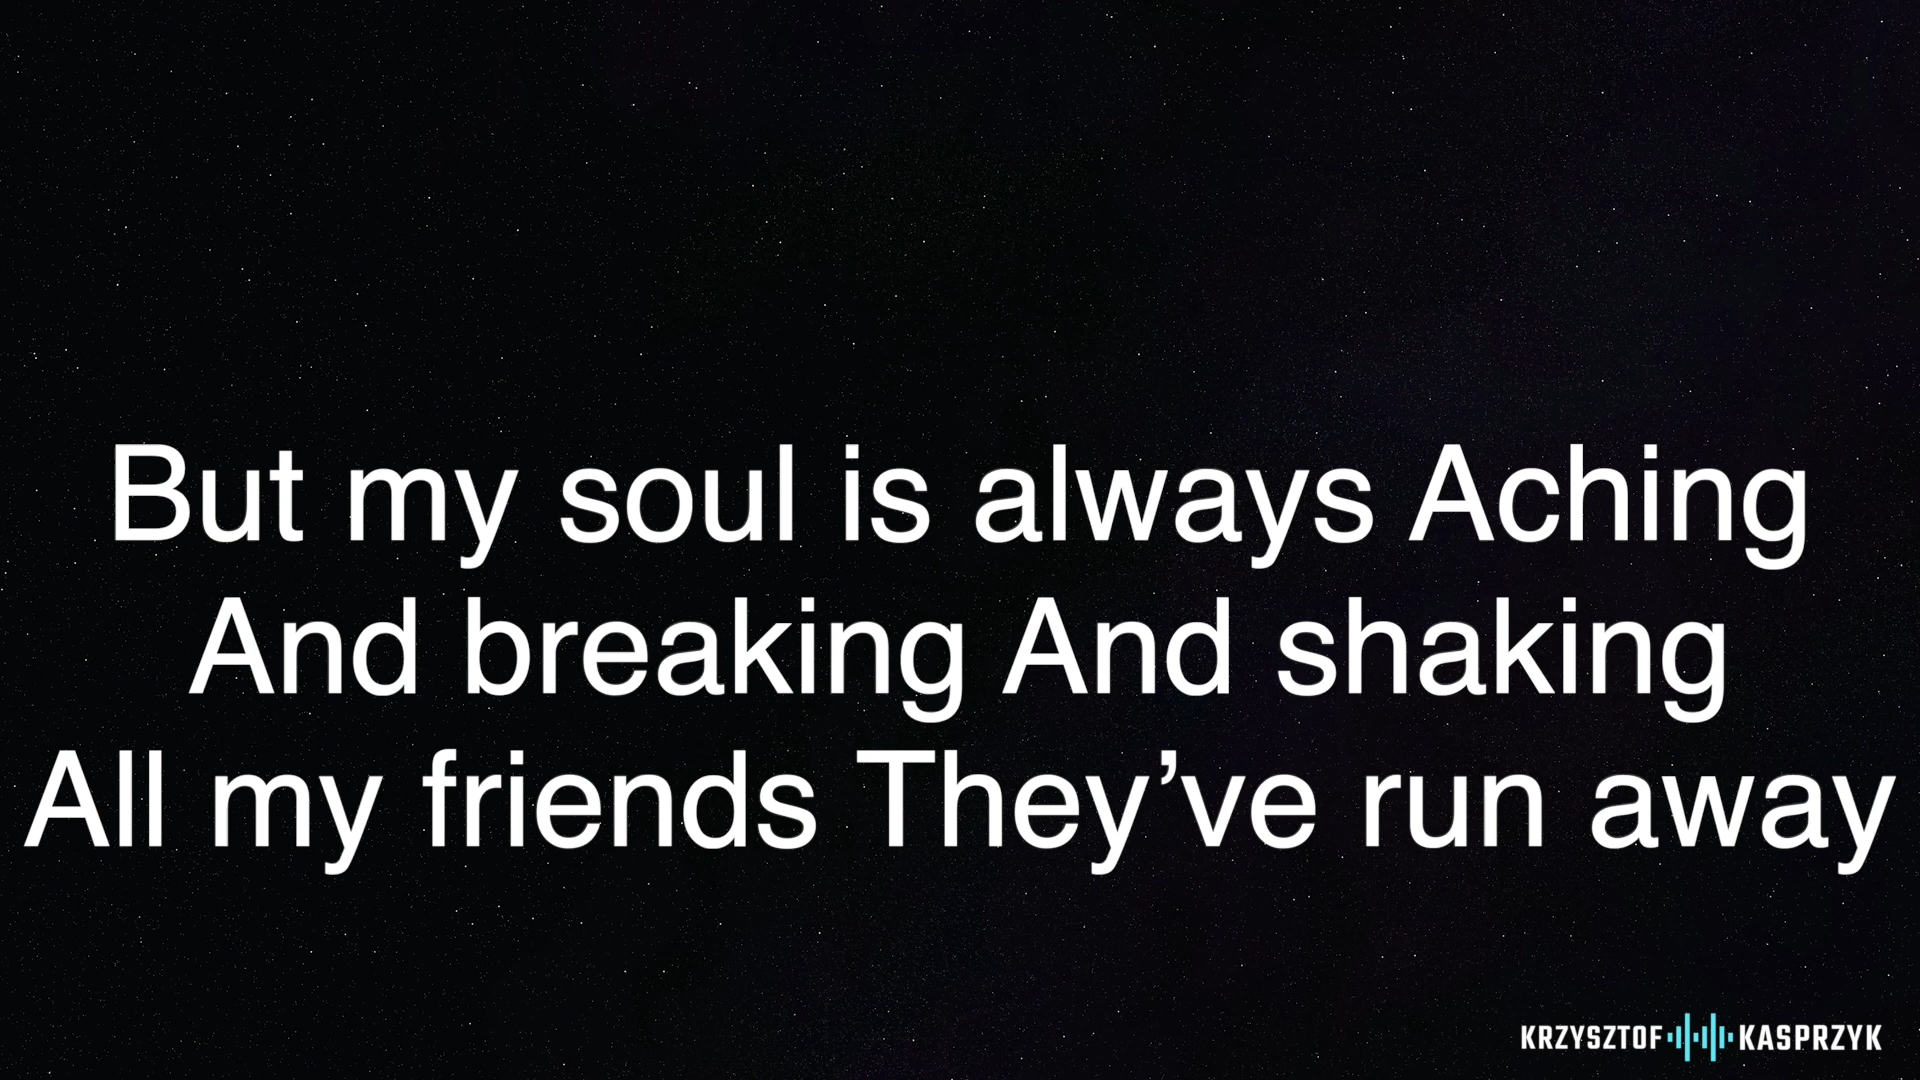 But my soul is always Aching
And breaking And shaking
All my friends They’ve run away
KRZYSZTOF KASPRZYK